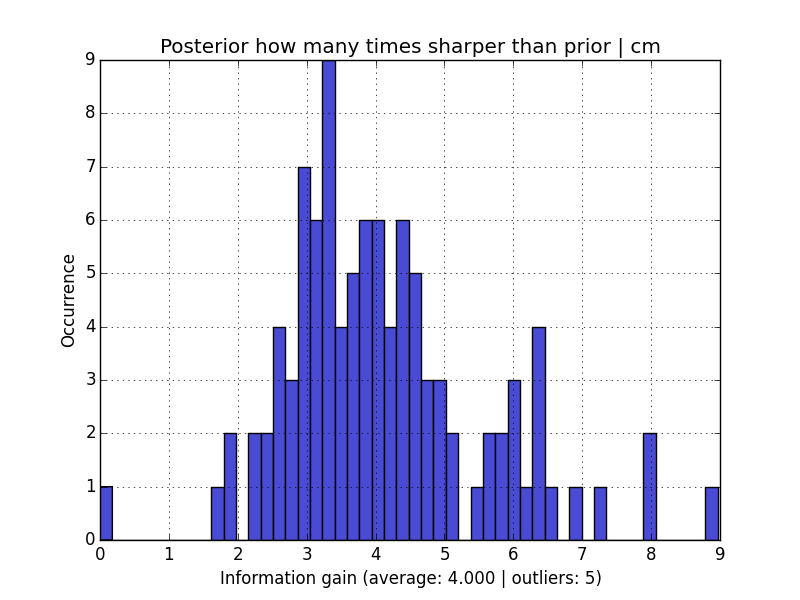 Posterior how many times sharper than prior | cm
9
8
7
6
5
4
3
2
1
0
Occurrence
0 1 2 3 4 5 6 7 8 9
Information gain (average: 4.000 | outliers: 5)